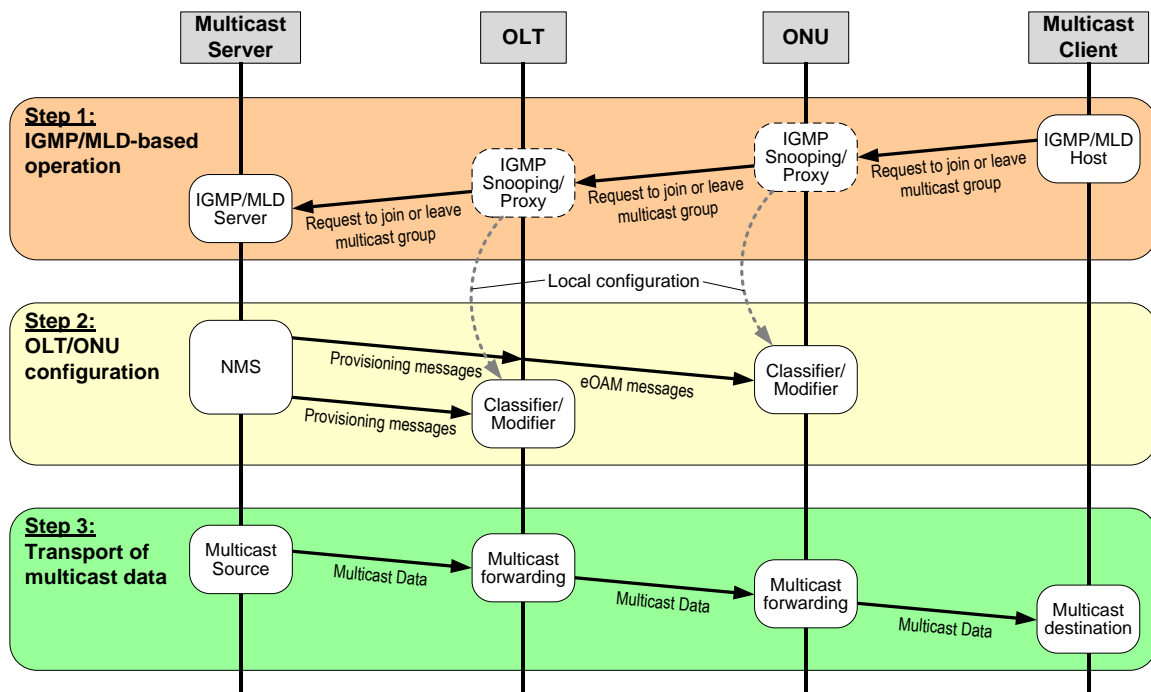 Multicast
Server
OLT
ONU
Multicast
Client
Step 1:
IGMP/MLD-based
operation
IGMP/MLD
Server
Request to join or leave
multicast group
IGMP
Snooping/
Proxy
Request to join or leave
multicast group
IGMP
Snooping/
Proxy
Request to join or leave
multicast group
IGMP/MLD
Host
Local configuration
Step 2:
OLT/ONU
configuration
NMS
Provisioning messages
eOAM messages
Provisioning messages
Classifier/
Modifier
Classifier/
Modifier
Step 3:
Transport of
multicast data
Multicast
Source
Multicast Data
Multicast
forwarding
Multicast Data
Multicast
forwarding
Multicast Data
Multicast
destination